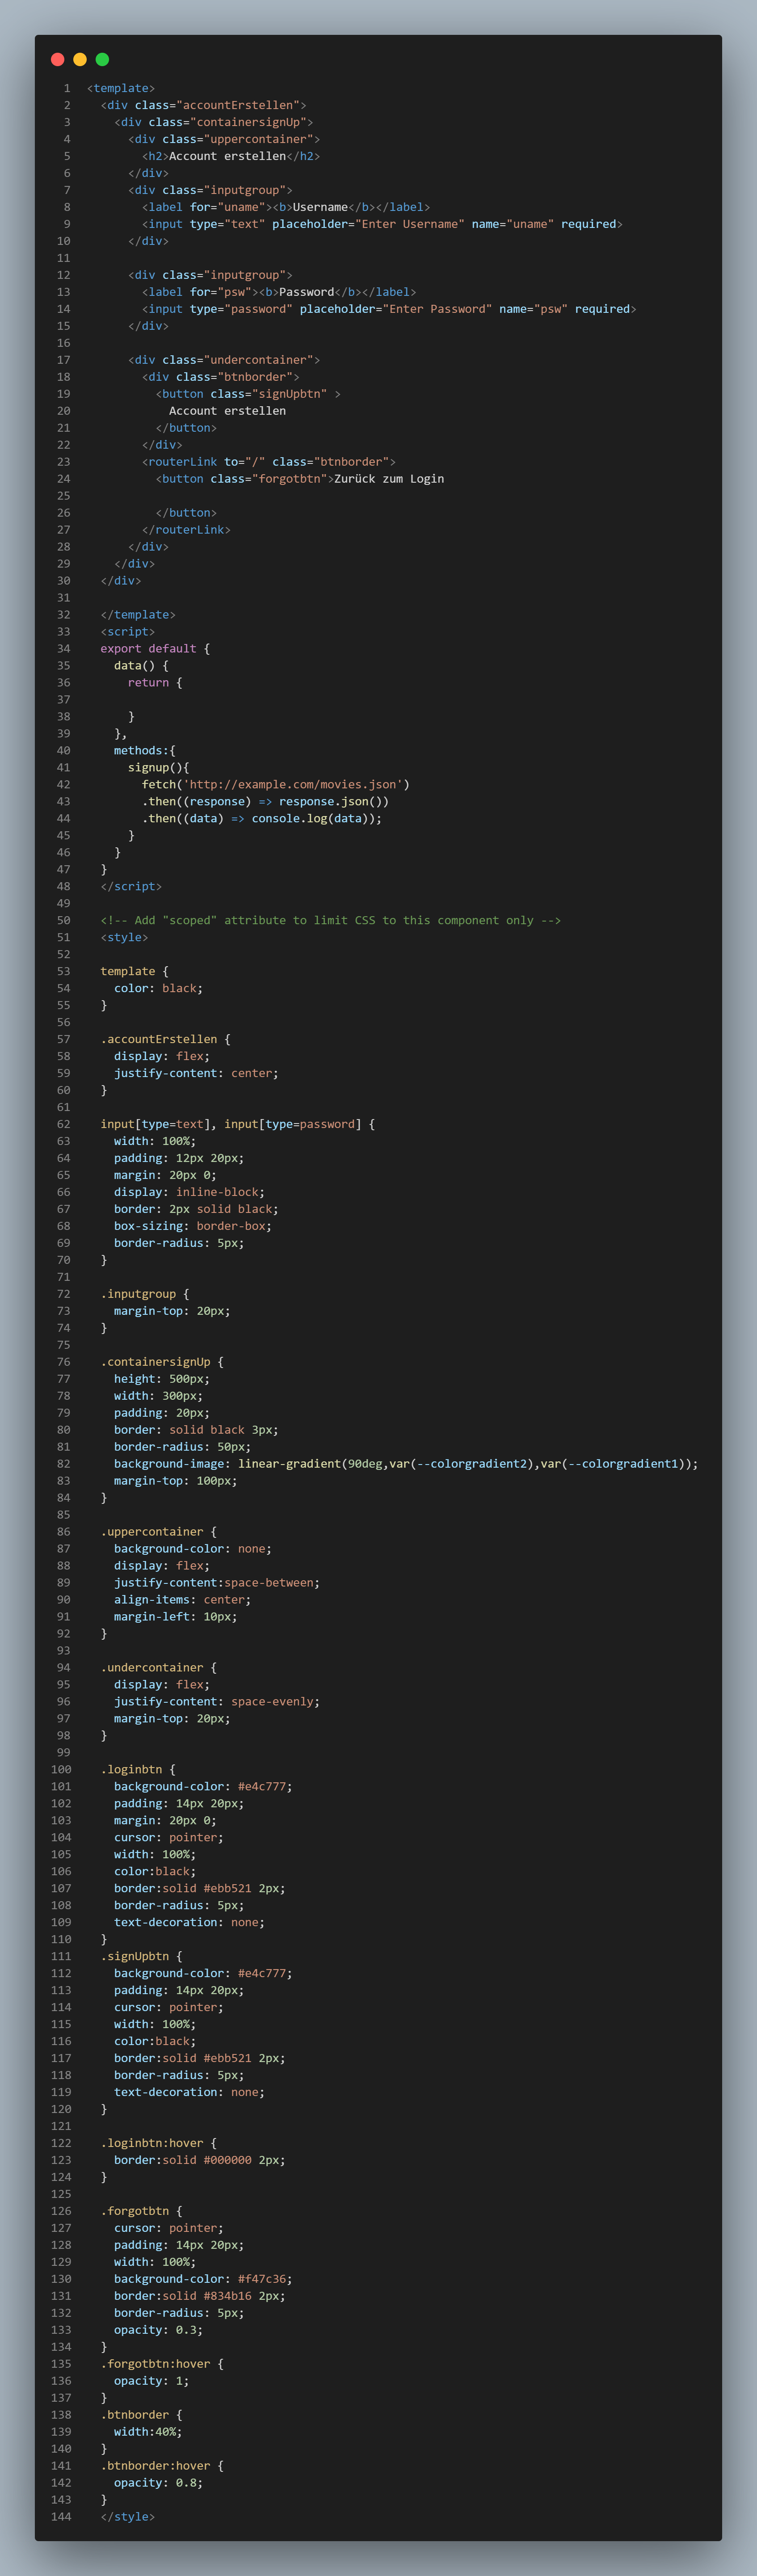 1 <template>
2   <div class="accountErstellen">
3     <div class="containersignUp">
4       <div class="uppercontainer">
5         <h2>Account erstellen</h2>
6       </div>
7       <div class="inputgroup">
8         <label for="uname"><b>Username</b></label>
9         <input type="text" placeholder="Enter Username" name="uname" required>
10       </div>
11
12       <div class="inputgroup">
13         <label for="psw"><b>Password</b></label>
14         <input type="password" placeholder="Enter Password" name="psw" required>
15       </div>
16
17       <div class="undercontainer">
18         <div class="btnborder">
19           <button class="signUpbtn" >
20             Account erstellen
21           </button>
22         </div>
23         <routerLink to="/" class="btnborder">
24           <button class="forgotbtn">Zurück zum Login
25
26           </button>
27         </routerLink>
28       </div>
29     </div>
30   </div>
31
32   </template>
33   <script>
34   export default {
35     data() {
36       return {
37
38       }
39     },
40     methods:{
41       signup(){
42         fetch('http://example.com/movies.json')
43         .then((response) => response.json())
44         .then((data) => console.log(data));
45       }
46     }
47   }
48   </script>
49
50   <!-- Add "scoped" attribute to limit CSS to this component only -->
51   <style>
52
53   template {
54     color: black;
55   }
56
57   .accountErstellen {
58     display: flex;
59     justify-content: center;
60   }
61
62   input[type=text], input[type=password] {
63     width: 100%;
64     padding: 12px 20px;
65     margin: 20px 0;
66     display: inline-block;
67     border: 2px solid black;
68     box-sizing: border-box;
69     border-radius: 5px;
70   }
71
72   .inputgroup {
73     margin-top: 20px;
74   }
75
76   .containersignUp {
77     height: 500px;
78     width: 300px;
79     padding: 20px;
80     border: solid black 3px;
81     border-radius: 50px;
82     background-image: linear-gradient(90deg,var(--colorgradient2),var(--colorgradient1));
83     margin-top: 100px;
84   }
85
86   .uppercontainer {
87     background-color: none;
88     display: flex;
89     justify-content:space-between;
90     align-items: center;
91     margin-left: 10px;
92   }
93
94   .undercontainer {
95     display: flex;
96     justify-content: space-evenly;
97     margin-top: 20px;
98   }
99
100   .loginbtn {
101     background-color: #e4c777;
102     padding: 14px 20px;
103     margin: 20px 0;
104     cursor: pointer;
105     width: 100%;
106     color:black;
107     border:solid #ebb521 2px;
108     border-radius: 5px;
109     text-decoration: none;
110   }
111   .signUpbtn {
112     background-color: #e4c777;
113     padding: 14px 20px;
114     cursor: pointer;
115     width: 100%;
116     color:black;
117     border:solid #ebb521 2px;
118     border-radius: 5px;
119     text-decoration: none;
120   }
121
122   .loginbtn:hover {
123     border:solid #000000 2px;
124   }
125
126   .forgotbtn {
127     cursor: pointer;
128     padding: 14px 20px;
129     width: 100%;
130     background-color: #f47c36;
131     border:solid #834b16 2px;
132     border-radius: 5px;
133     opacity: 0.3;
134   }
135   .forgotbtn:hover {
136     opacity: 1;
137   }
138   .btnborder {
139     width:40%;
140   }
141   .btnborder:hover {
142     opacity: 0.8;
143   }
144   </style>